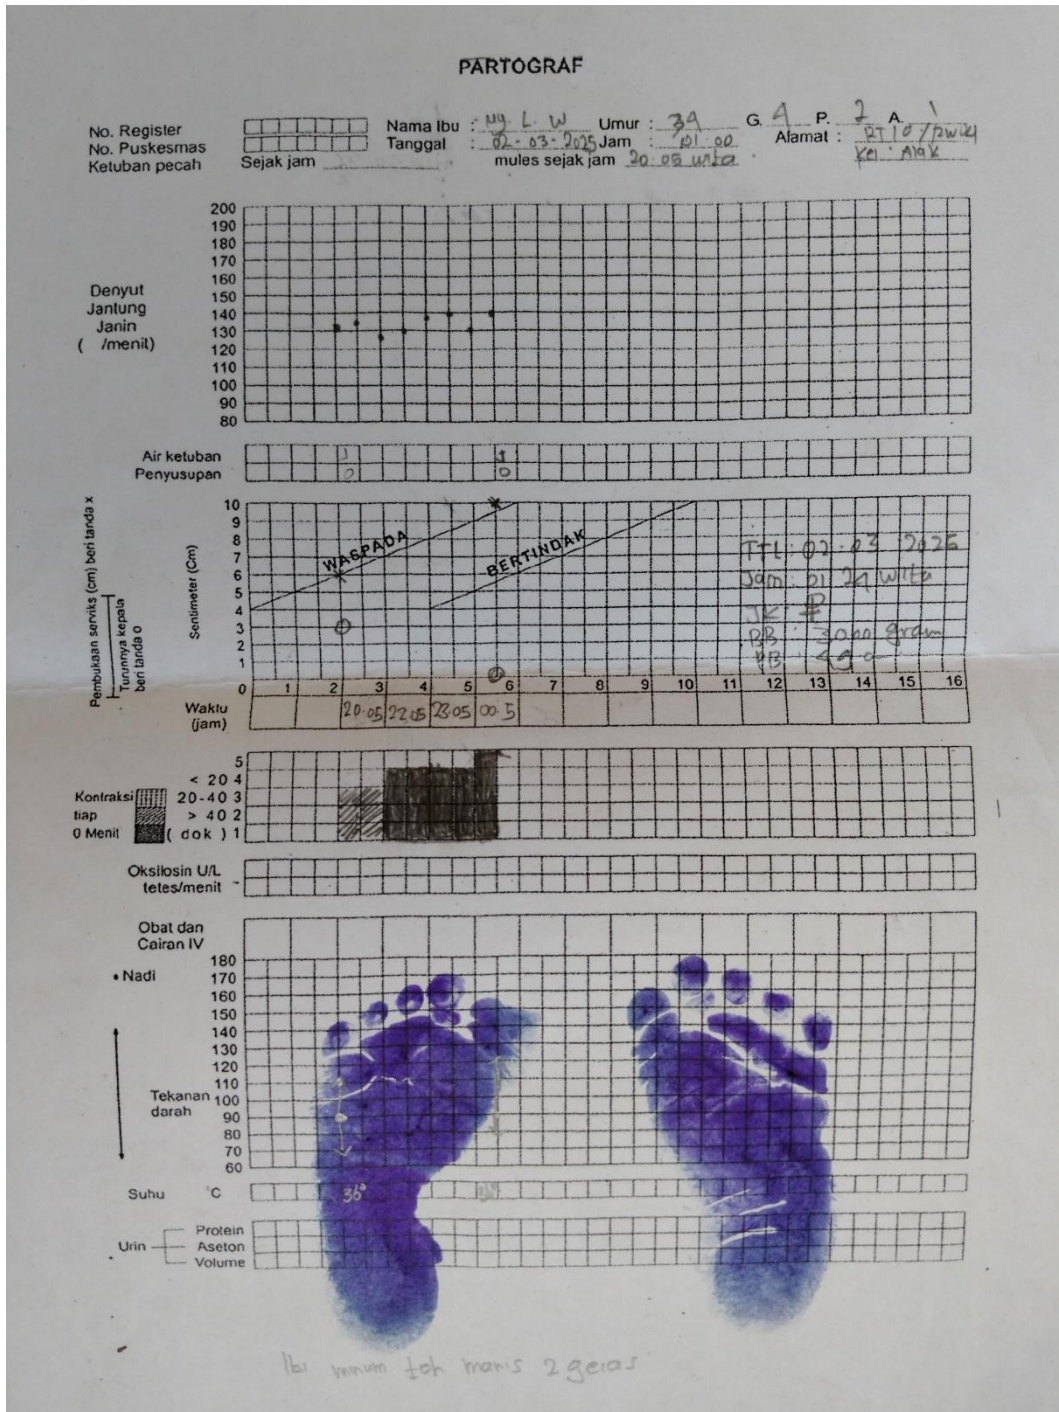 PARTOGRAF
No. Register Nama Ibu : Ny. L. W Umur : 34 G. 4 P. 2 A. 1
No. Puskesmas Tanggal : 02-03-2025 Jam : 01.00 Alamat : RT10/RW04
Ketuban pecah Sejak jam mules sejak jam 20.05 wita Kel. Alak
200
190
180
170
160
150
140
130
120
110
100
90
80
Denyut
Jantung
Janin
( /menit)
Air ketuban
Penyusupan 0 0
Pembukaan serviks (cm) beri tanda x
Turunnya kepala
beri tanda o
Sentimeter (Cm)
10
9
8
7
6
5
4
3
2
1
0
WASPADA
BERTINDAK
TTL : 02.03.2025
Jam : 01.24 wita
JK : P
BB : 3000 gram
PB :
1 2 3 4 5 6 7 8 9 10 11 12 13 14 15 16
Waktu
(jam)
20.05 22.05 23.05 00.5
5
< 20 4
Kontraksi 20-40 3
tiap > 40 2
0 Menit ( dok ) 1
Oksilosin U/L
tetes/menit
Obat dan
Cairan IV
• Nadi
180
170
160
150
140
130
120
110
100
90
80
70
60
Tekanan
darah
Suhu °C 36°
Urin
Protein
Aseton
Volume
Ibi minum teh manis 2 gelas